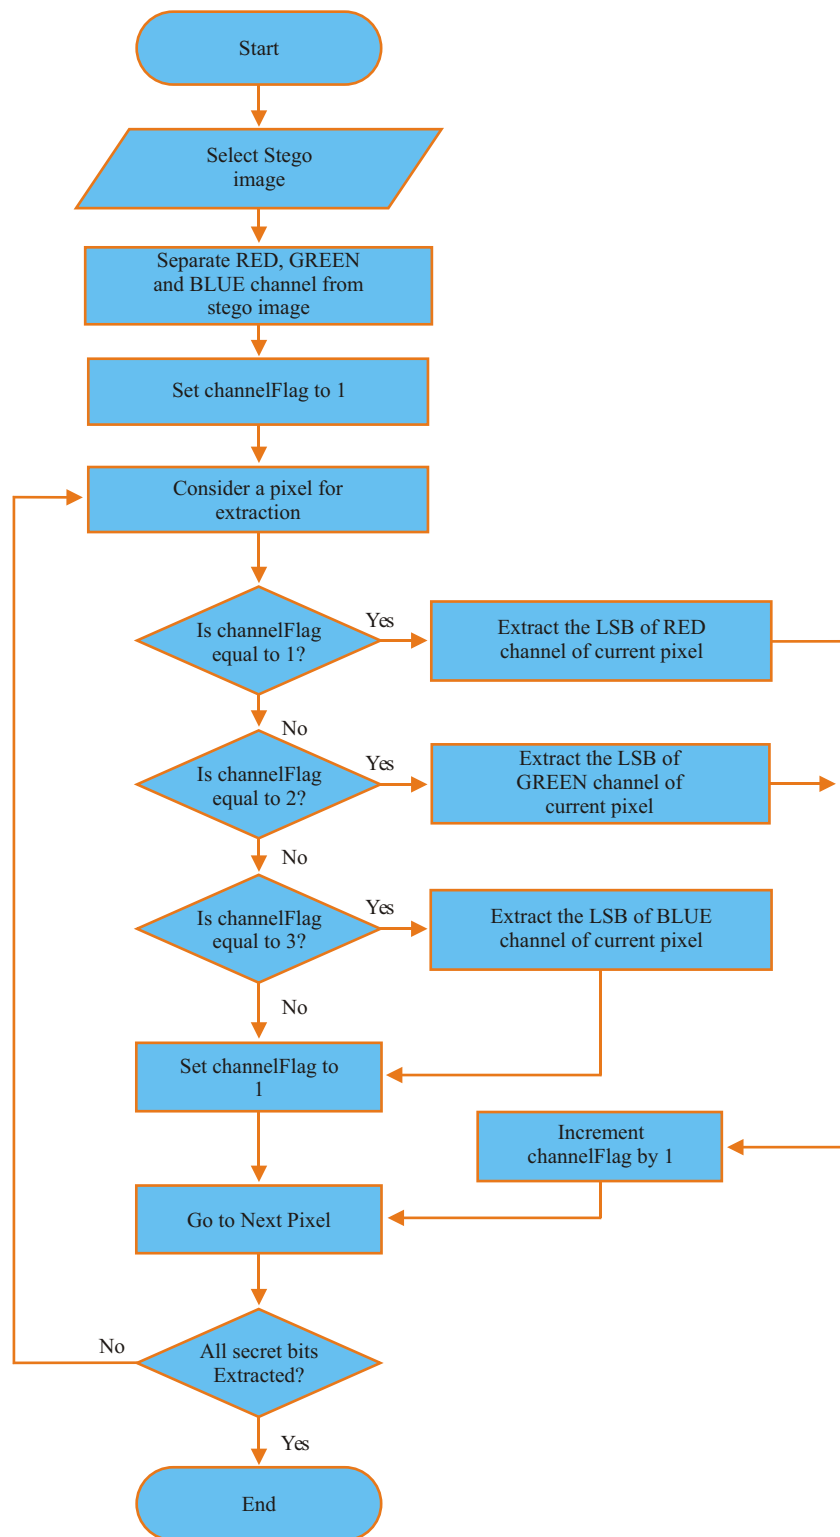 Start
Select Stego
image
Separate RED, GREEN
and BLUE channel from
stego image
Set channelFlag to 1
Consider a pixel for
extraction
Is channelFlag
equal to 1?
Yes
Extract the LSB of RED
channel of current pixel
No
Is channelFlag
equal to 2?
Yes
Extract the LSB of
GREEN channel of
current pixel
No
Is channelFlag
equal to 3?
Yes
Extract the LSB of BLUE
channel of current pixel
No
Set channelFlag to
1
Increment
channelFlag by 1
Go to Next Pixel
No
All secret bits
Extracted?
Yes
End